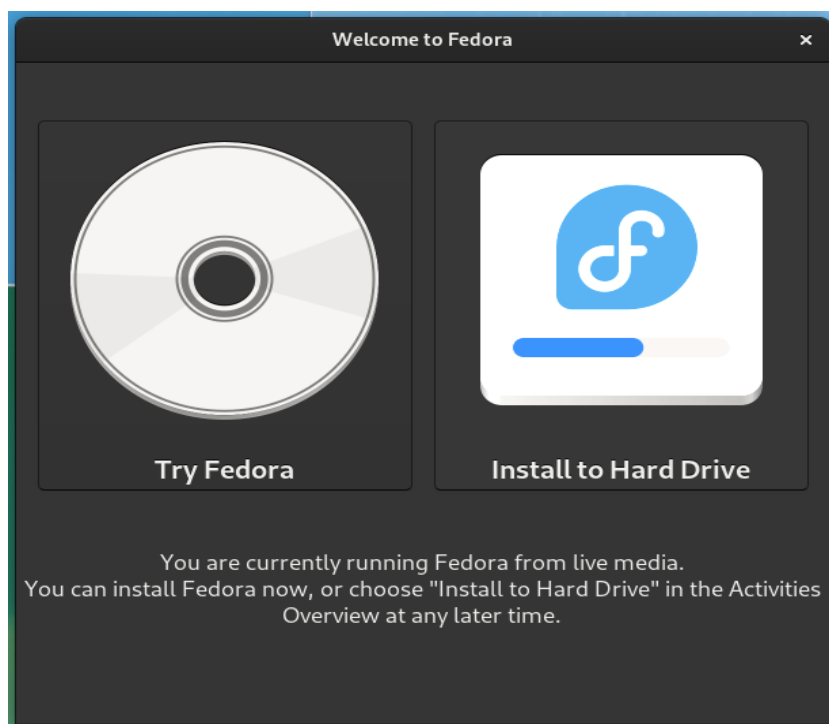 Welcome to Fedora
Try Fedora
Install to Hard Drive
You are currently running Fedora from live media.
You can install Fedora now, or choose "Install to Hard Drive" in the Activities
Overview at any later time.